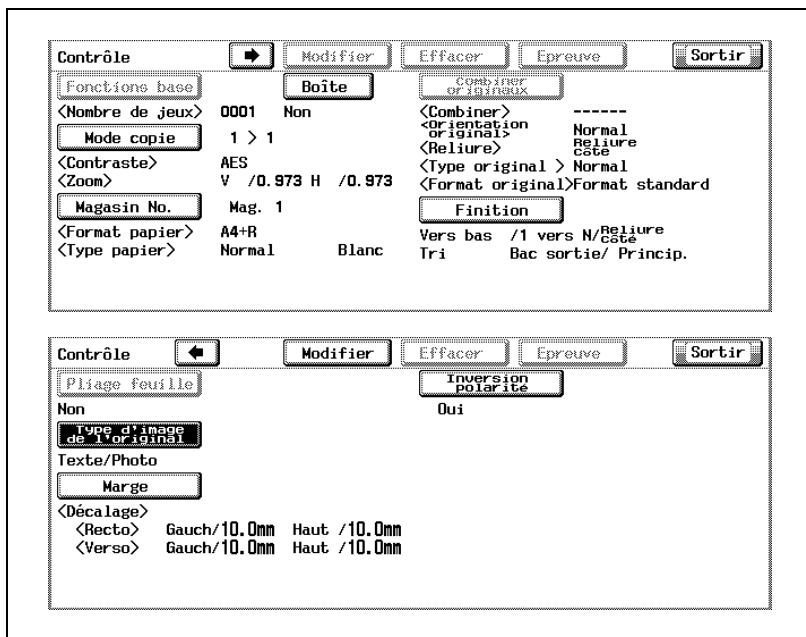 Contrôle Modifier Effacer Epreuve Sortir
Fonctions base Boîte Combiner originaux
<Nombre de jeux> 0001 Non <Combiner> ------
Mode copie 1 > 1 <Orientation original> Normal
<Reliure> Reliure côté
<Contraste> AES <Type original > Normal
<Zoom> V /0.973 H /0.973 <Format original>Format standard
Magasin No. Mag. 1 Finition
<Format papier> A4+R Vers bas /1 vers N/Reliure côté
<Type papier> Normal Blanc Tri Bac sortie/ Princip.
Contrôle Modifier Effacer Epreuve Sortir
Pliage feuille Inversion polarité
Non Oui
Type d'image de l'original
Texte/Photo
Marge
<Décalage>
<Recto> Gauch/10.0mm Haut /10.0mm
<Verso> Gauch/10.0mm Haut /10.0mm